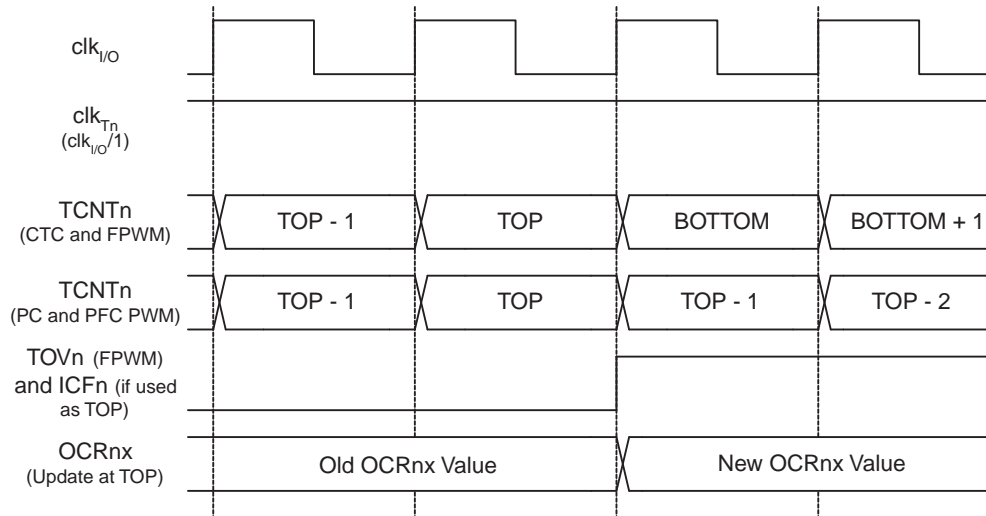 clkI/O
clkTn
(clkI/O/1)
TCNTn
(CTC and FPWM)
TOP - 1
TOP
BOTTOM
BOTTOM + 1
TCNTn
(PC and PFC PWM)
TOP - 1
TOP
TOP - 1
TOP - 2
TOVn (FPWM)
and ICFn (if used
as TOP)
OCRnx
(Update at TOP)
Old OCRnx Value
New OCRnx Value